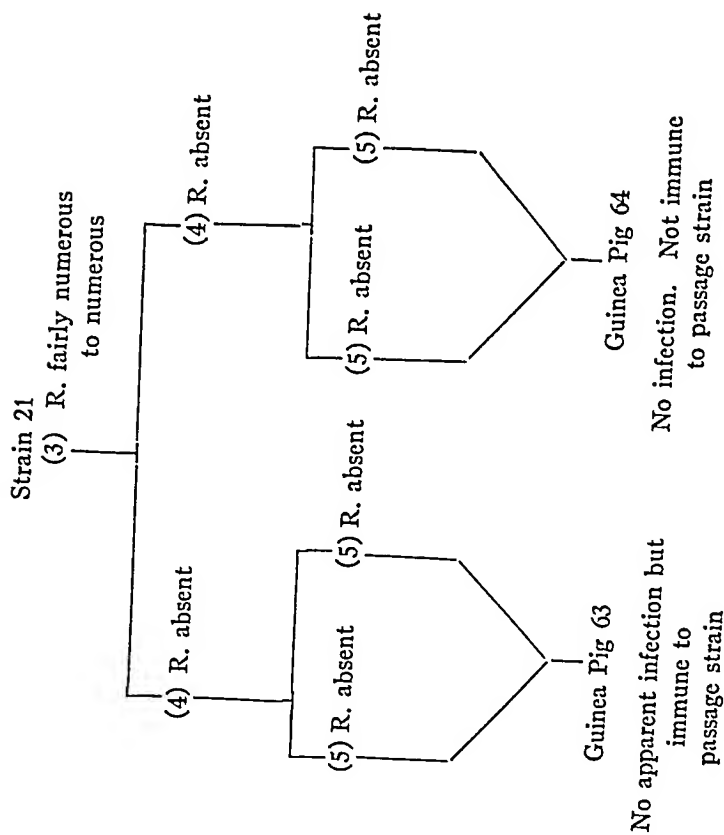 Strain 21
(3) R. fairly numerous
to numerous
(4) R. absent
(4) R. absent
(5) R. absent
(5) R. absent
(5) R. absent
(5) R. absent
Guinea Pig 63
No apparent infection but
immune to
passage strain
Guinea Pig 64
No infection. Not immune
to passage strain